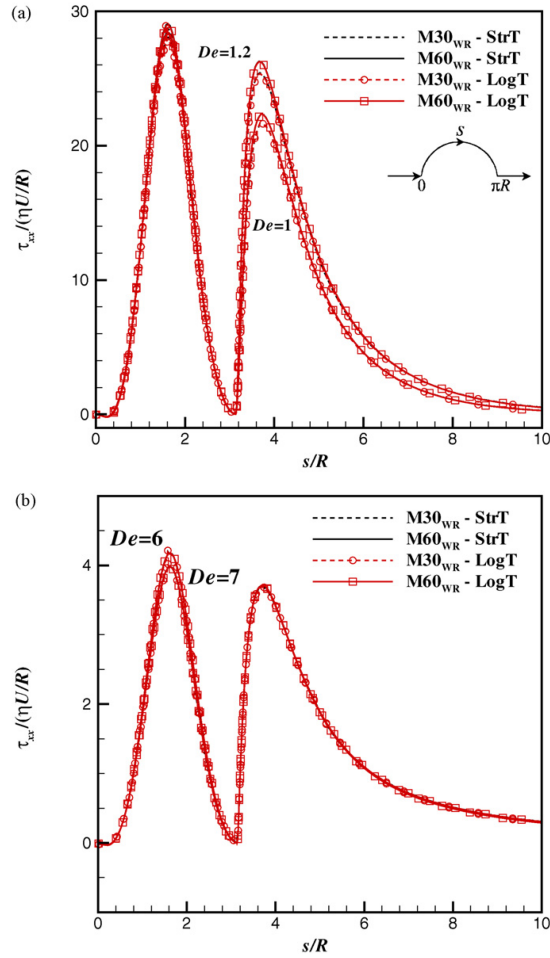 (a)
30
20
10
0
τxx/(ηU/R)
De=1.2
De=1
M30WR - StrT
M60WR - StrT
M30WR - LogT
M60WR - LogT
s
0
πR
0 2 4 6 8 10
s/R
(b)
4
2
0
τxx/(ηU/R)
De=6
De=7
M30WR - StrT
M60WR - StrT
M30WR - LogT
M60WR - LogT
0 2 4 6 8 10
s/R